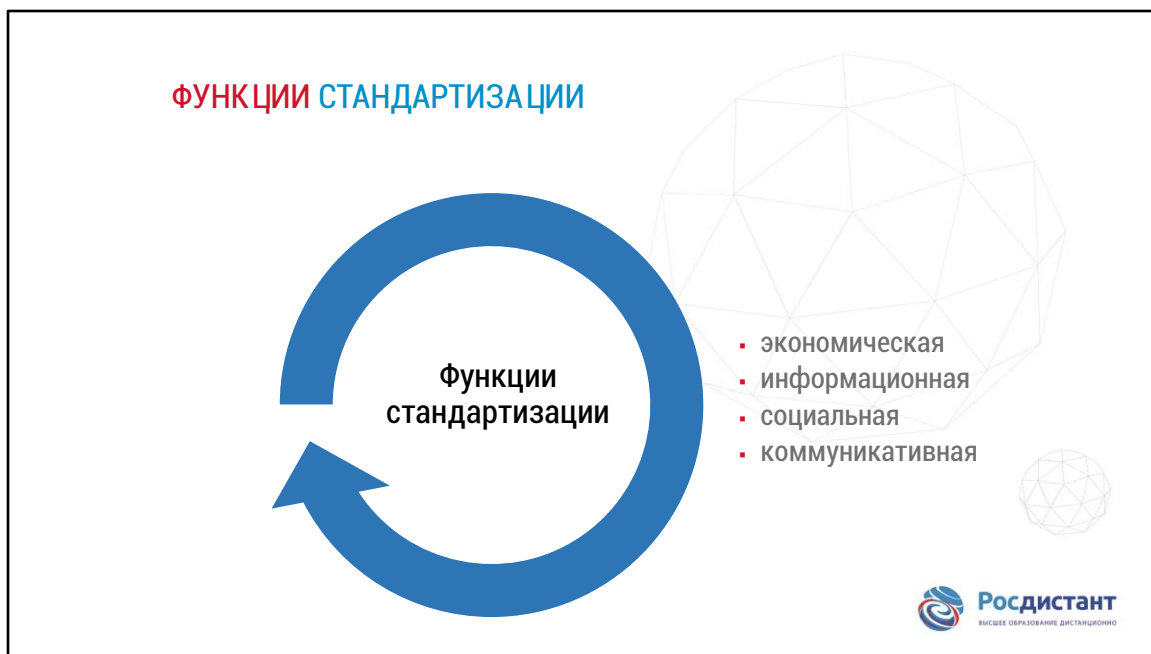 ФУНКЦИИ СТАНДАРТИЗАЦИИ
Функции
стандартизации
▪ экономическая
▪ информационная
▪ социальная
▪ коммуникативная
Росдистант
ВЫСШЕЕ ОБРАЗОВАНИЕ ДИСТАНЦИОННО